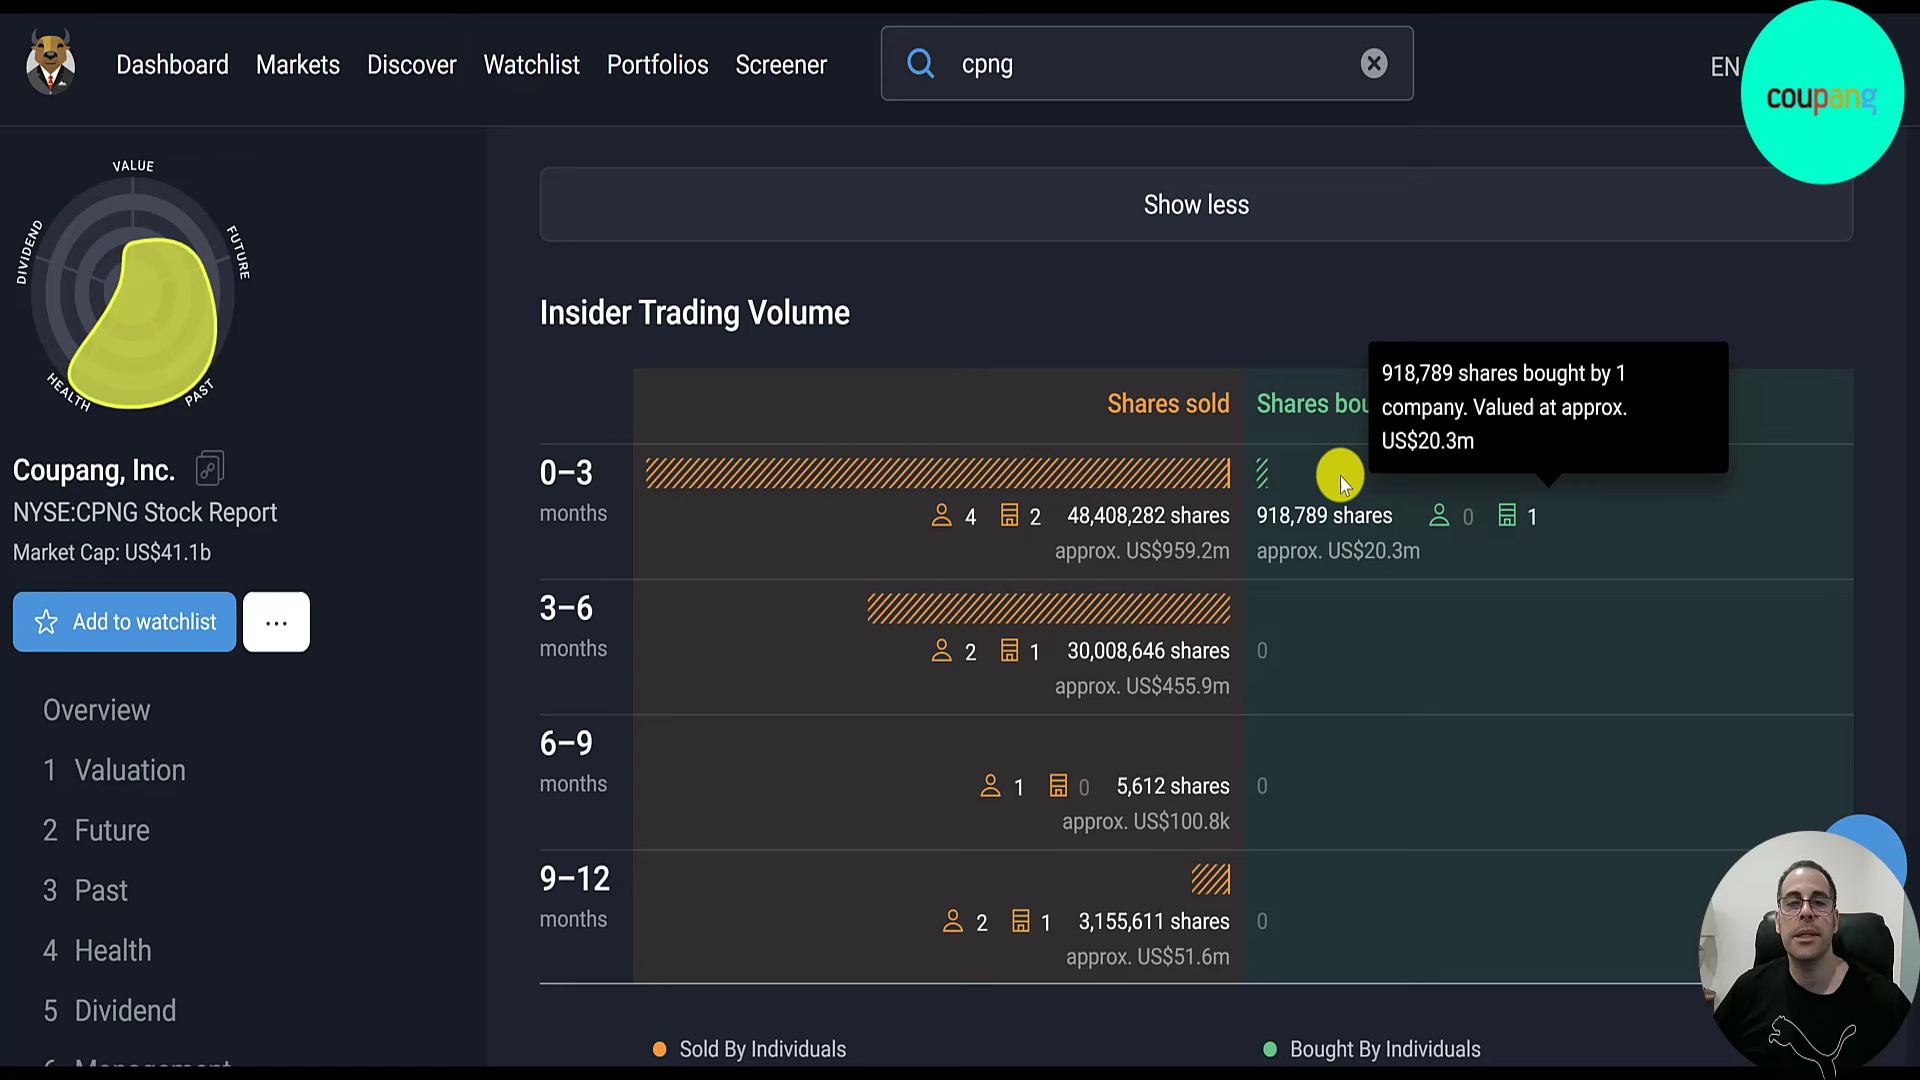 Dashboard Markets Discover Watchlist Portfolios Screener
cpng
EN
coupang
VALUE
FUTURE
PAST
HEALTH
DIVIDEND
Coupang, Inc.
NYSE:CPNG Stock Report
Market Cap: US$41.1b
Add to watchlist
...
Overview
1 Valuation
2 Future
3 Past
4 Health
5 Dividend
6 Management
Show less
Insider Trading Volume
918,789 shares bought by 1
company. Valued at approx.
US$20.3m
Shares sold Shares bou
0–3
months
4 2 48,408,282 shares
approx. US$959.2m
918,789 shares 0 1
approx. US$20.3m
3–6
months
2 1 30,008,646 shares 0
approx. US$455.9m
6–9
months
1 0 5,612 shares 0
approx. US$100.8k
9–12
months
2 1 3,155,611 shares 0
approx. US$51.6m
Sold By Individuals Bought By Individuals